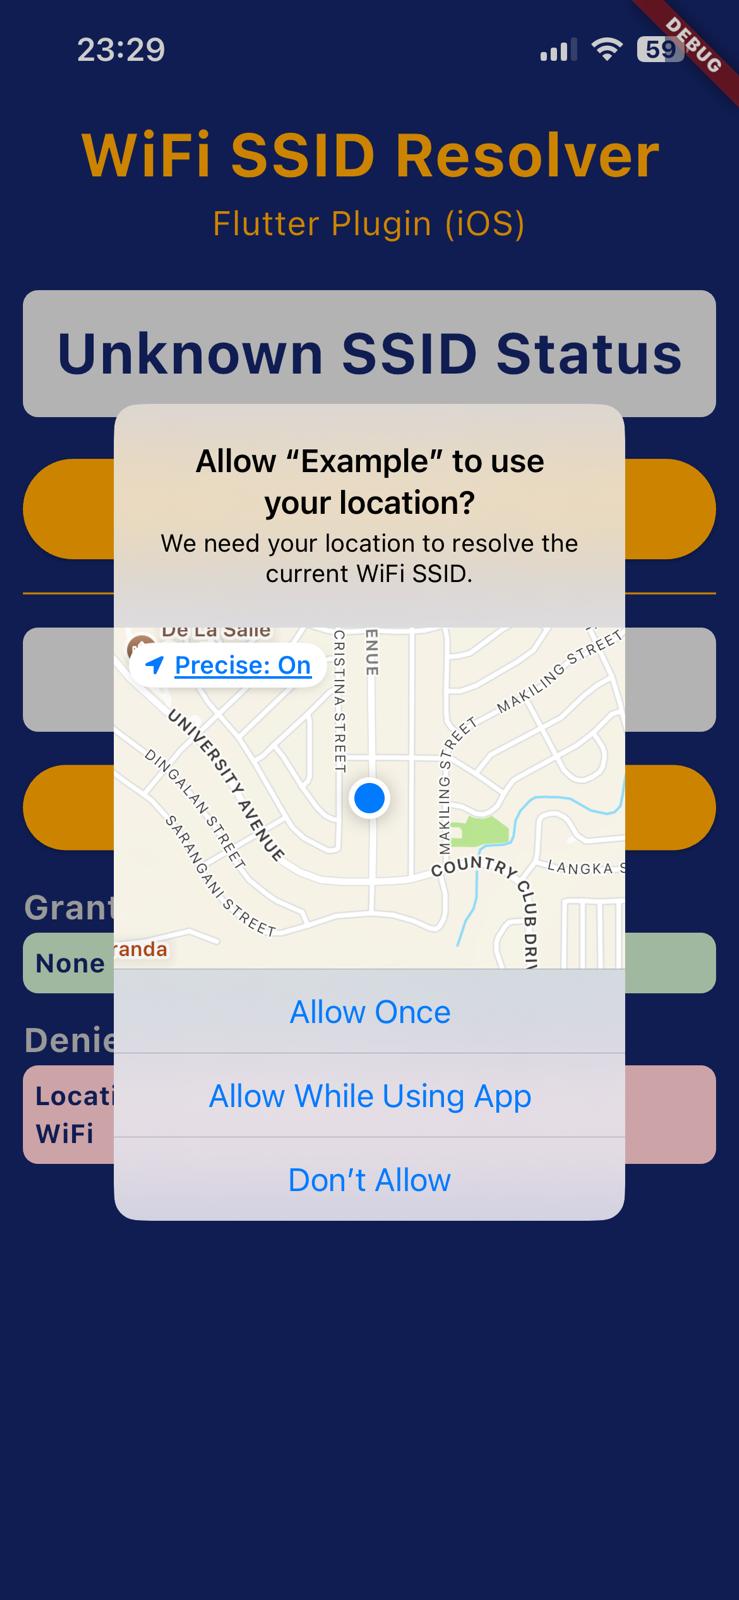 23:29
59
DEBUG
WiFi SSID Resolver
Flutter Plugin (iOS)
Unknown SSID Status
Allow “Example” to use
your location?
We need your location to resolve the
current WiFi SSID.
De La Salle
Precise: On
CRISTINA STREET
ENUE
MAKILING STREET
MAKILING STREET
UNIVERSITY AVENUE
DINGALAN STREET
SARANGANI STREET
COUNTRY CLUB DRIV
LANGKA S
randa
Allow Once
Allow While Using App
Don’t Allow
Grant
None
Denie
Locati
WiFi